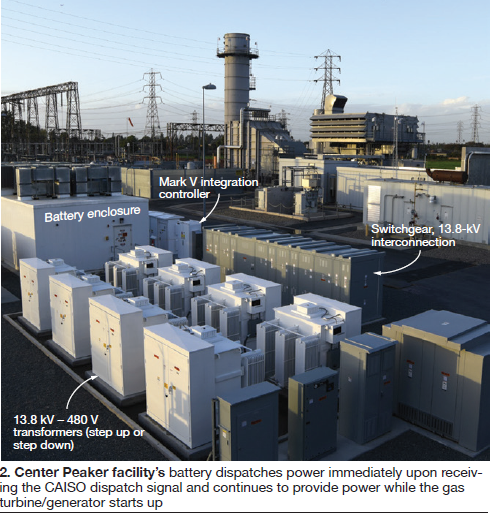 Mark V integration
controller
Battery enclosure
Switchgear, 13.8-kV
interconnection
13.8 kV – 480 V
transformers (step up or
step down)
2. Center Peaker facility's battery dispatches power immediately upon receiv-
ing the CAISO dispatch signal and continues to provide power while the gas
turbine/generator starts up